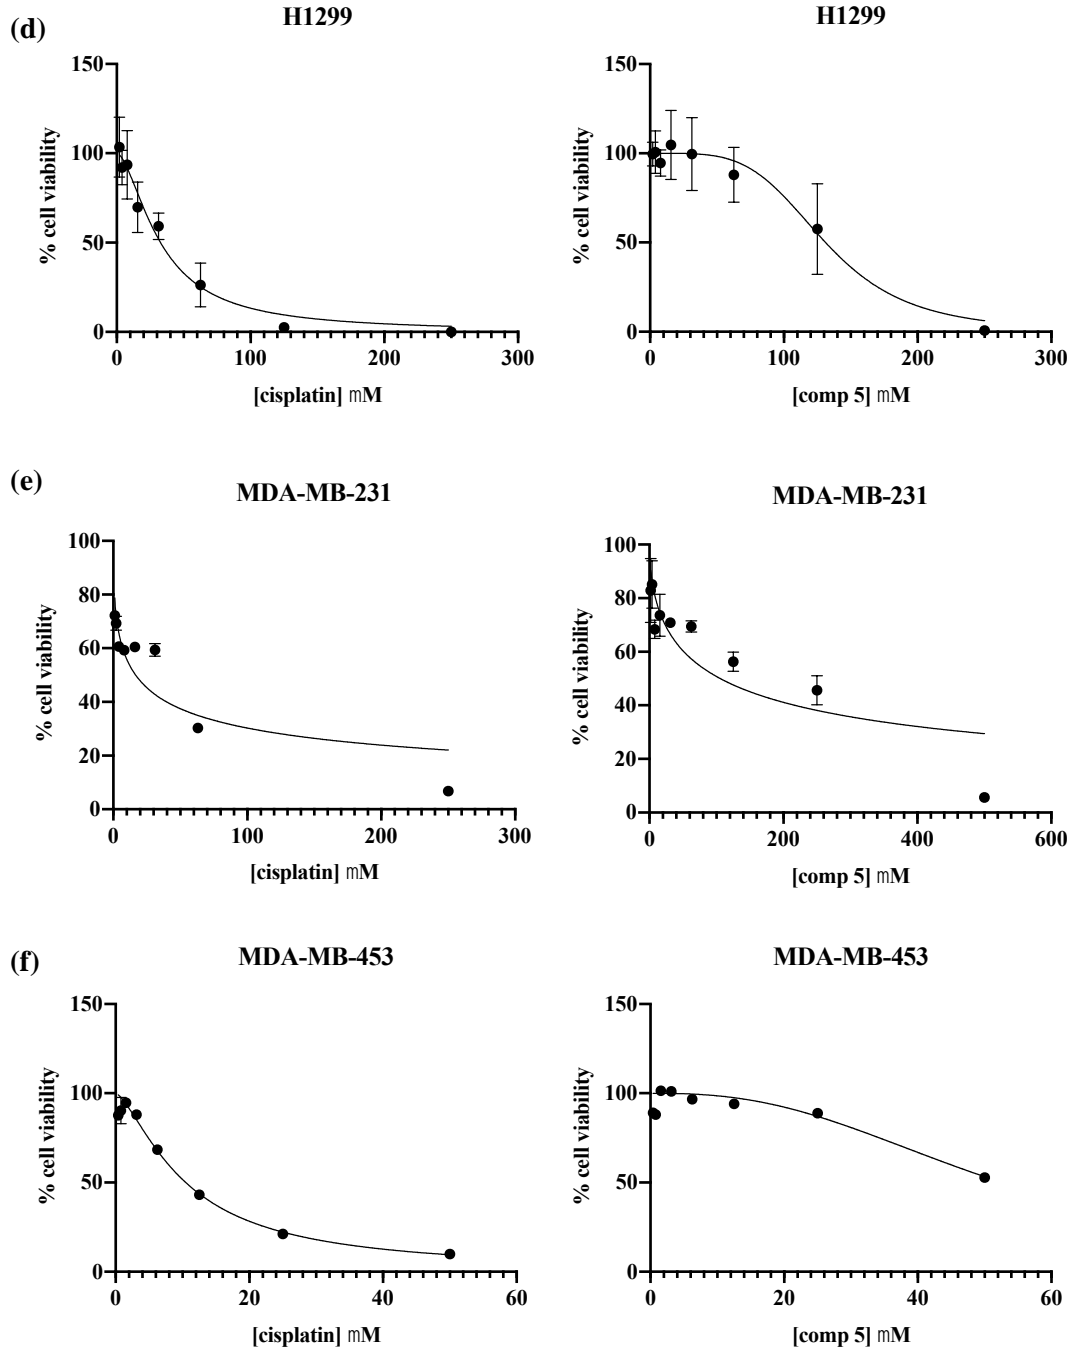 (d)
H1299
H1299
150
100
50
0
% cell viability
0 100 200 300
[cisplatin] mM
150
100
50
0
% cell viability
0 100 200 300
[comp 5] mM
(e)
MDA-MB-231
MDA-MB-231
100
80
60
40
20
0
% cell viability
0 100 200 300
[cisplatin] mM
100
80
60
40
20
0
% cell viability
0 200 400 600
[comp 5] mM
(f)
MDA-MB-453
MDA-MB-453
150
100
50
0
% cell viability
0 20 40 60
[cisplatin] mM
150
100
50
0
% cell viability
0 20 40 60
[comp 5] mM